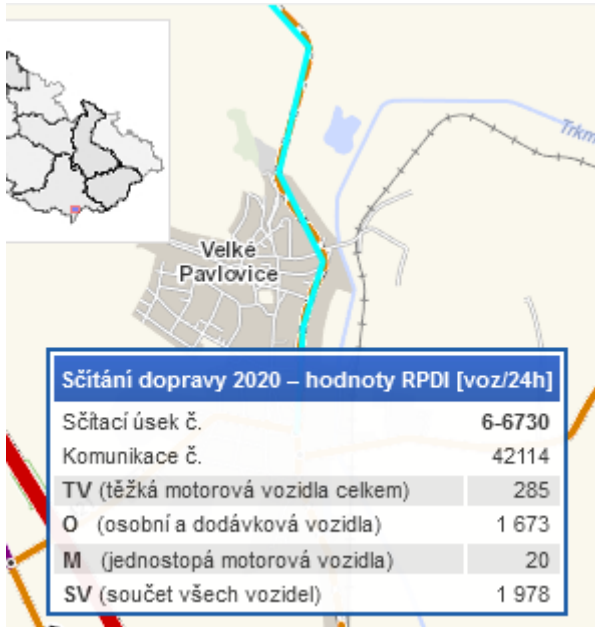 Trkm
Velké
Pavlovice
Sčítání dopravy 2020 – hodnoty RPDI [voz/24h]
Sčítací úsek č. 6-6730
Komunikace č. 42114
TV (těžká motorová vozidla celkem) 285
O (osobní a dodávková vozidla) 1 673
M (jednostopá motorová vozidla) 20
SV (součet všech vozidel) 1 978